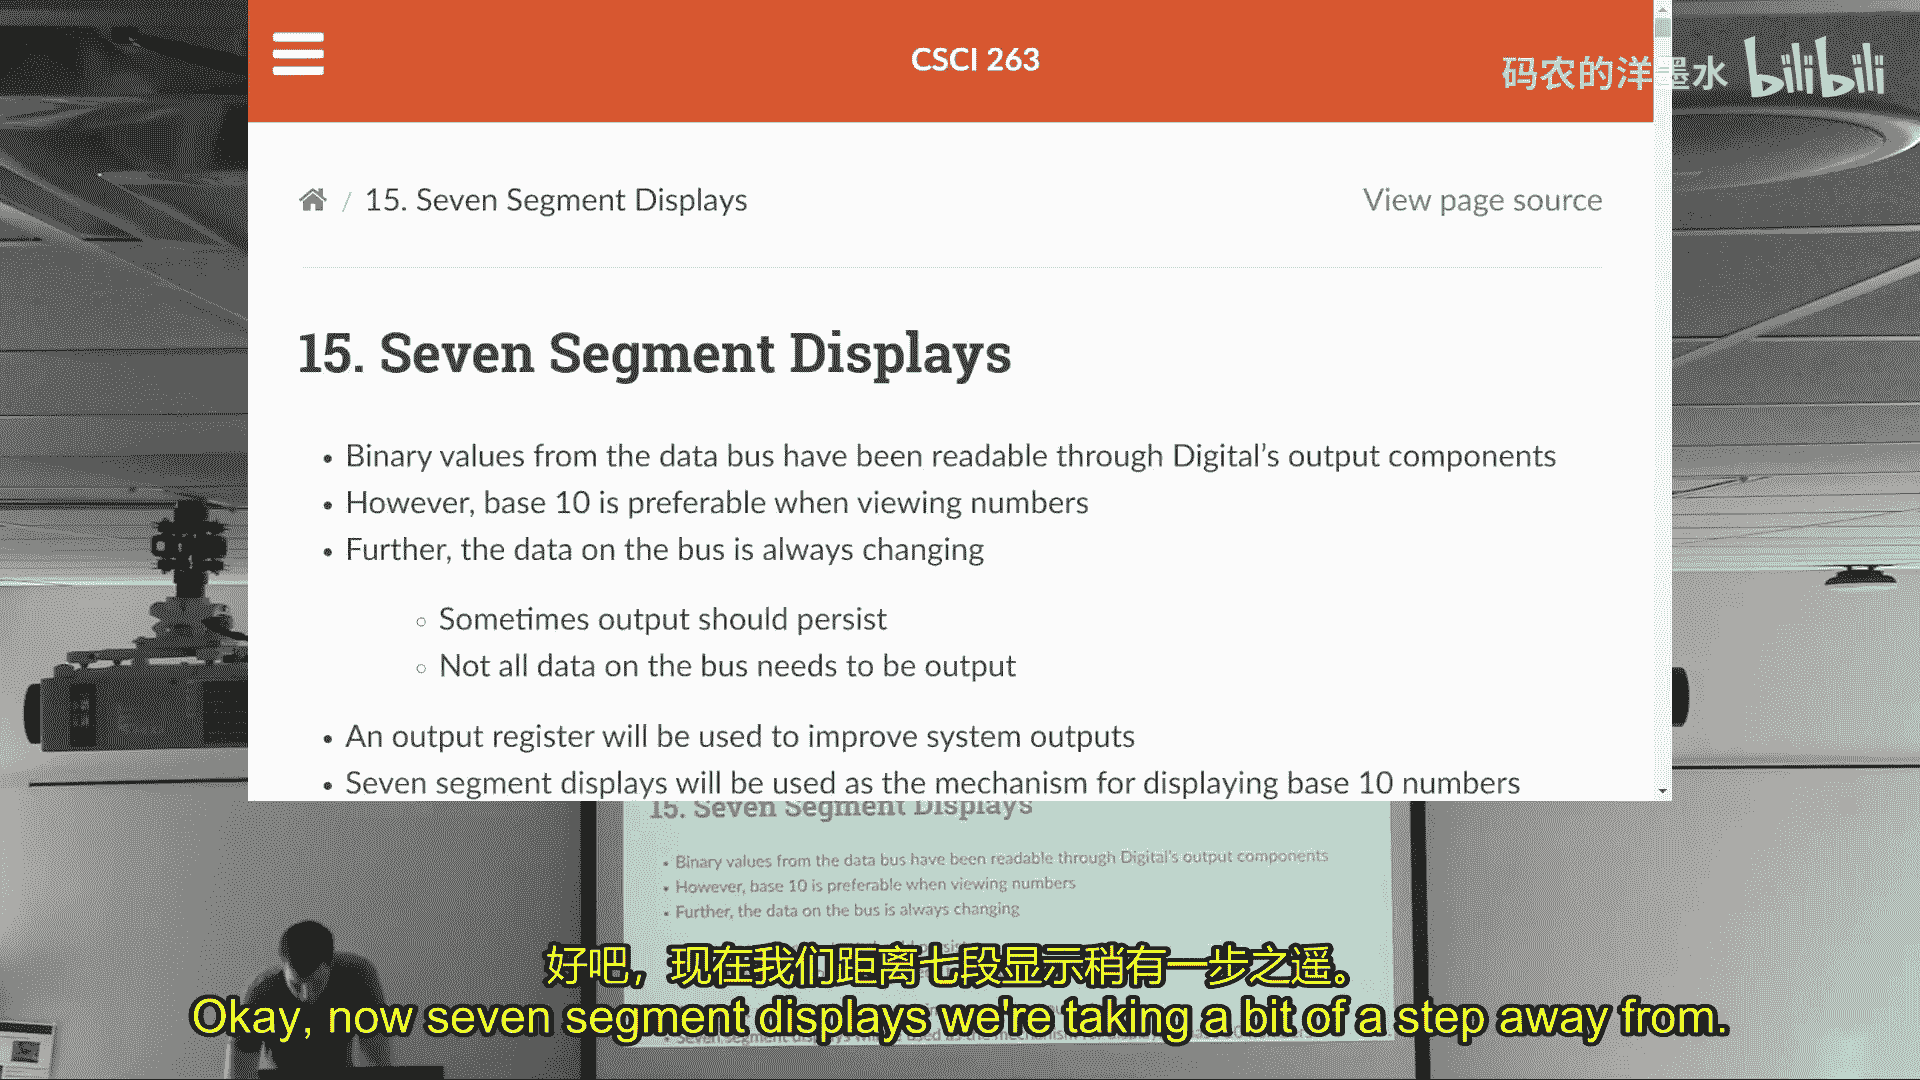 CSCI 263
码农的洋墨水 bilibili
15. Seven Segment Displays
View page source
15. Seven Segment Displays
Binary values from the data bus have been readable through Digital's output components
However, base 10 is preferable when viewing numbers
Further, the data on the bus is always changing
Sometimes output should persist
Not all data on the bus needs to be output
An output register will be used to improve system outputs
Seven segment displays will be used as the mechanism for displaying base 10 numbers
15. Seven Segment Displays
Binary values from the data bus have been readable through Digital's output components
However, base 10 is preferable when viewing numbers
Further, the data on the bus is always changing
好吧，现在我们距离七段显示稍有一步之遥。
Okay, now seven segment displays we're taking a bit of a step away from.